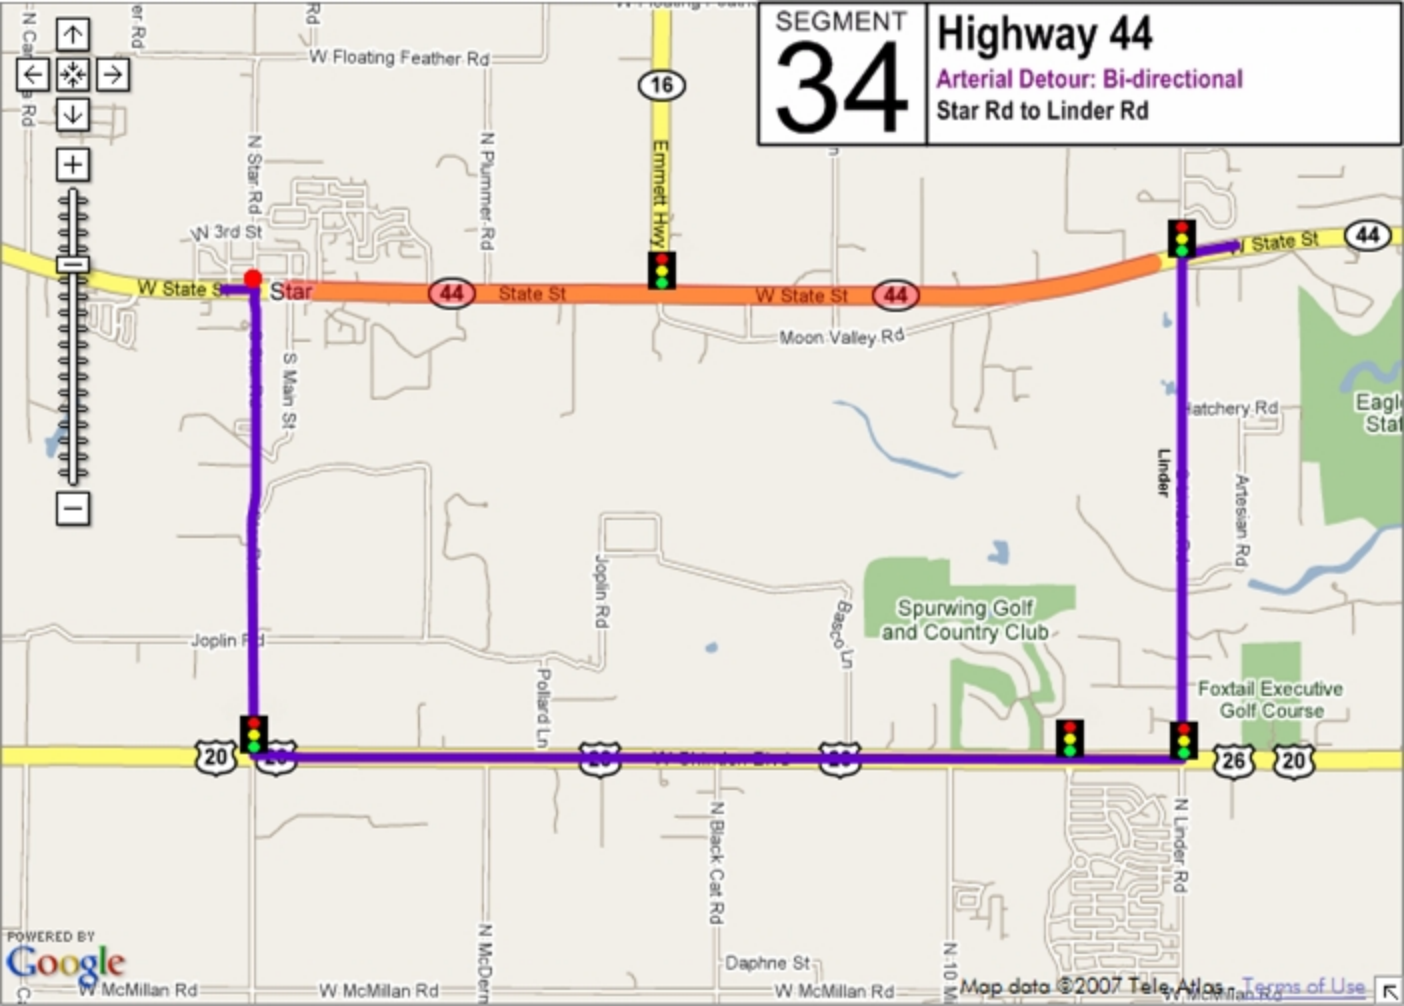 SEGMENT
34
Highway 44
Arterial Detour: Bi-directional
Star Rd to Linder Rd
W Floating Feather Rd
16
N Star Rd
N Plummer Rd
Emmett Hwy
W 3rd St
W State St
Star
44
State St
W State St
44
State St
44
Moon Valley Rd
S Main St
Hatchery Rd
Linder
Artesian Rd
Joplin Rd
Basco Ln
Spurwing Golf
and Country Club
Joplin Rd
Pollard Ln
Foxtail Executive
Golf Course
20
26
20
N Linder Rd
N Black Cat Rd
Daphne St
POWERED BY
Google
W McMillan Rd
W McMillan Rd
W McMillan Rd
W McMillan Rd
Map data ©2007 Tele Atlas - Terms of Use